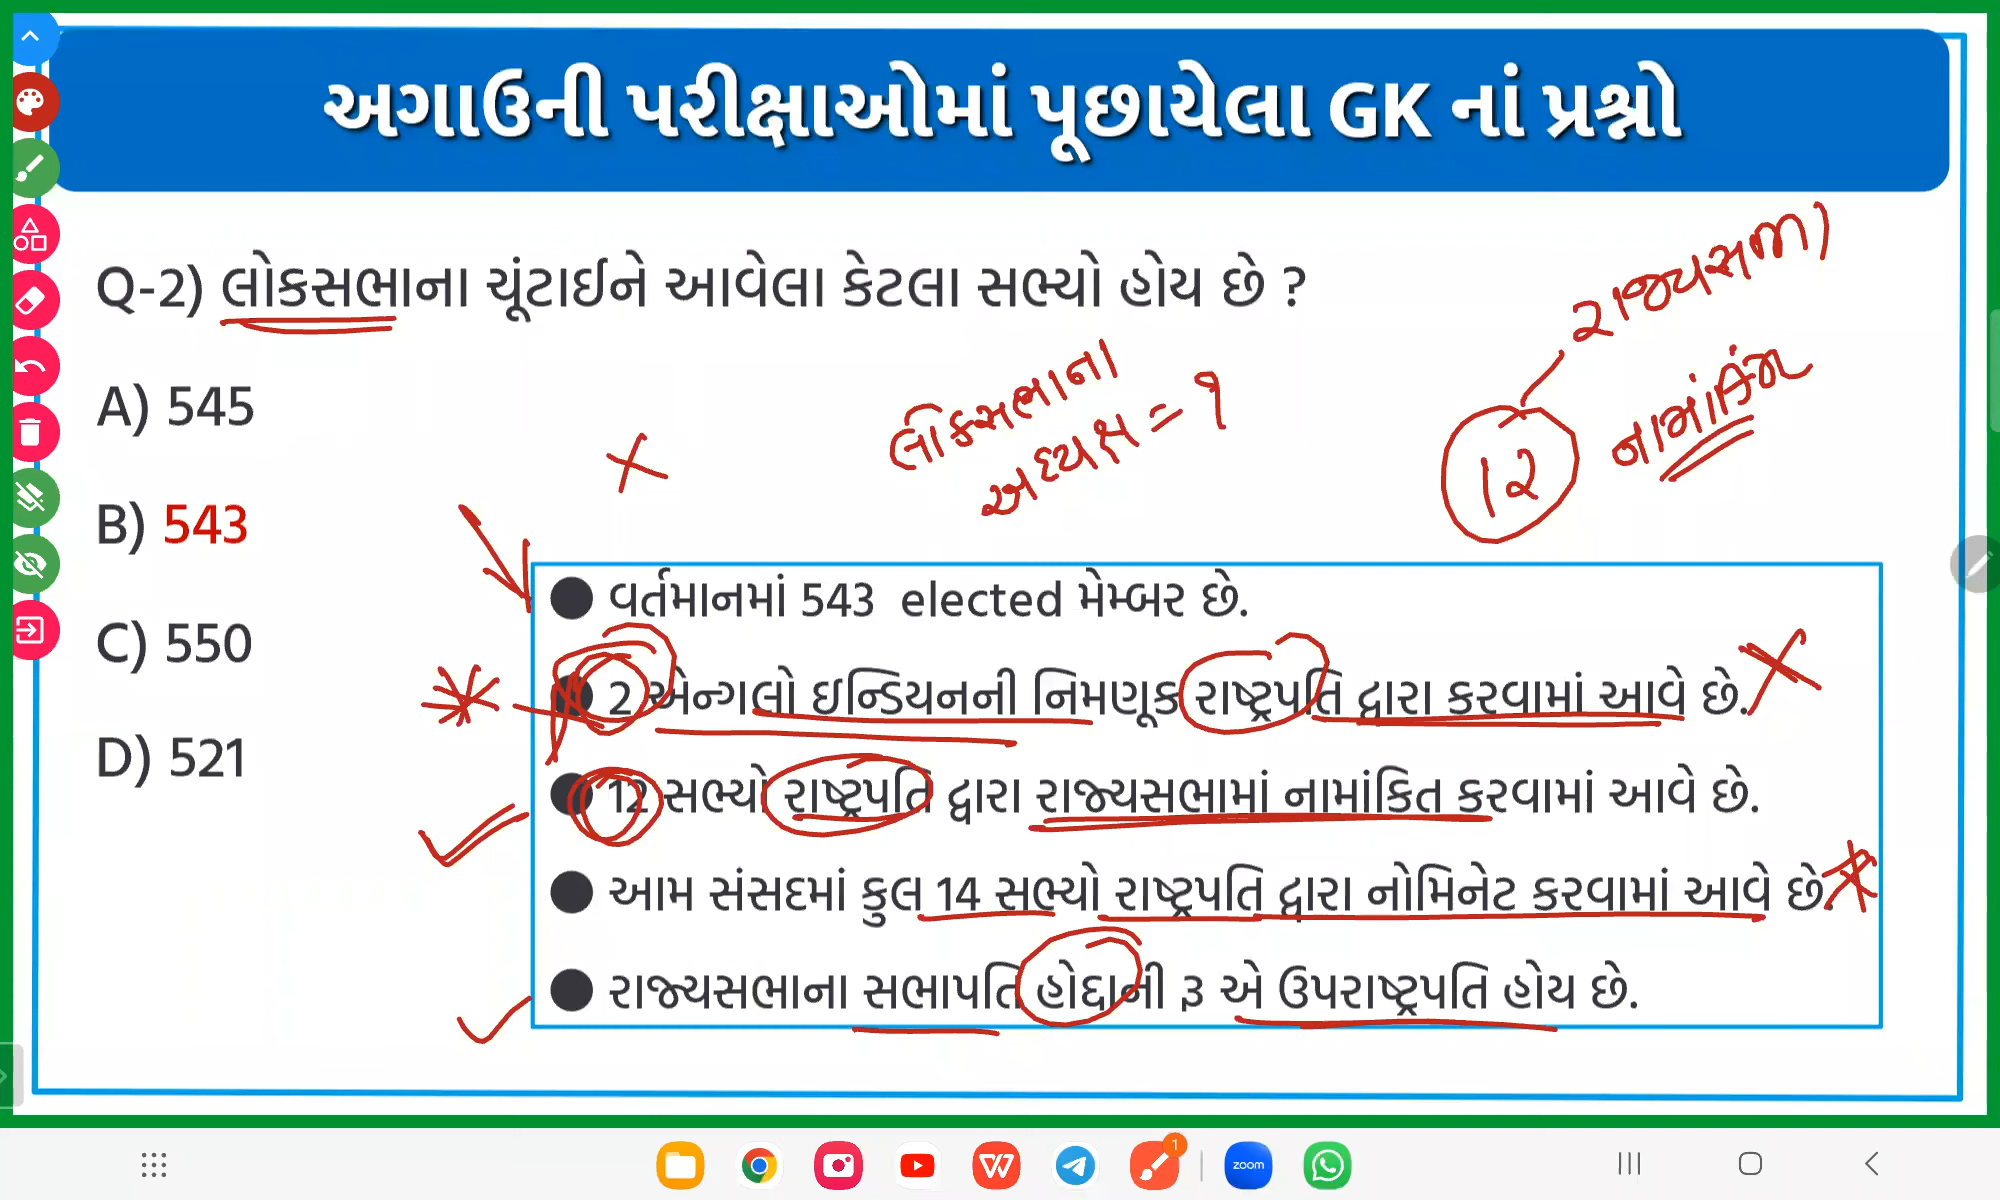 અગાઉની પરીક્ષાઓમાં પૂછાયેલા GK નાં પ્રશ્નો
Q-2) લોકસભાના ચૂંટાઈને આવેલા કેટલા સભ્યો હોય છે ?
A) 545
B) 543
C) 550
D) 521
રાજ્યસભા
લોકસભાના
અધ્યક્ષ = ?
12
વર્તમાનમાં 543 elected મેમ્બર છે.
2 એન્ગલો ઇન્ડિયનની નિમણૂક રાષ્ટ્રપતિ દ્વારા કરવામાં આવે છે.
12 સભ્યો રાષ્ટ્રપતિ દ્વારા રાજ્યસભામાં નામાંકિત કરવામાં આવે છે.
આમ સંસદમાં કુલ 14 સભ્યો રાષ્ટ્રપતિ દ્વારા નોમિનેટ કરવામાં આવે છે.
રાજ્યસભાના સભાપતિ હોદ્દાની રૂ એ ઉપરાષ્ટ્રપતિ હોય છે.
1
zoom